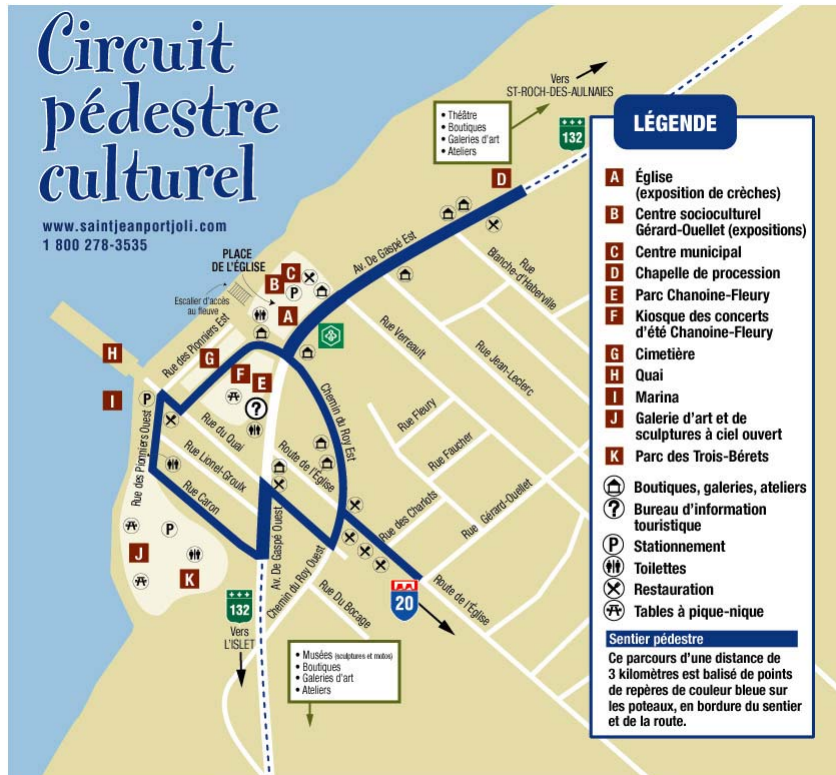 Circuit
pédestre
culturel
www.saintjeanportjoli.com
1 800 278-3535
Vers
ST-ROCH-DES-AULNAIES
• Théâtre
• Boutiques
• Galeries d'art
• Ateliers
132
D
PLACE
DE L'ÉGLISE
Escalier d'accès
au fleuve
B
C
P
A
Av. De Gaspé Est
Rue
Blanche-d'Haberville
Rue Verreault
Rue Jean-Leclerc
Rue des Pionniers Est
H
G
F
E
?
I
P
Rue du Quai
Rue Lionel-Groulx
Rue Caron
Rue des Pionniers Ouest
Chemin du Roy Est
Route de l'Église
Rue Fleury
Rue Faucher
Rue des Charlots
Rue Gérard-Ouellet
Av. De Gaspé Ouest
Chemin du Roy Ouest
Rue Du Bocage
Route de l'Église
J
P
K
20
132
Vers
L'ISLET
• Musées (sculptures et motos)
• Boutiques
• Galeries d'art
• Ateliers
LÉGENDE
A Église
(exposition de crèches)
B Centre socioculturel
Gérard-Ouellet (expositions)
C Centre municipal
D Chapelle de procession
E Parc Chanoine-Fleury
F Kiosque des concerts
d'été Chanoine-Fleury
G Cimetière
H Quai
I Marina
J Galerie d'art et de
sculptures à ciel ouvert
K Parc des Trois-Bérets
Boutiques, galeries, ateliers
? Bureau d'information
touristique
P Stationnement
Toilettes
Restauration
Tables à pique-nique
Sentier pédestre
Ce parcours d'une distance de
3 kilomètres est balisé de points
de repères de couleur bleue sur
les poteaux, en bordure du sentier
et de la route.